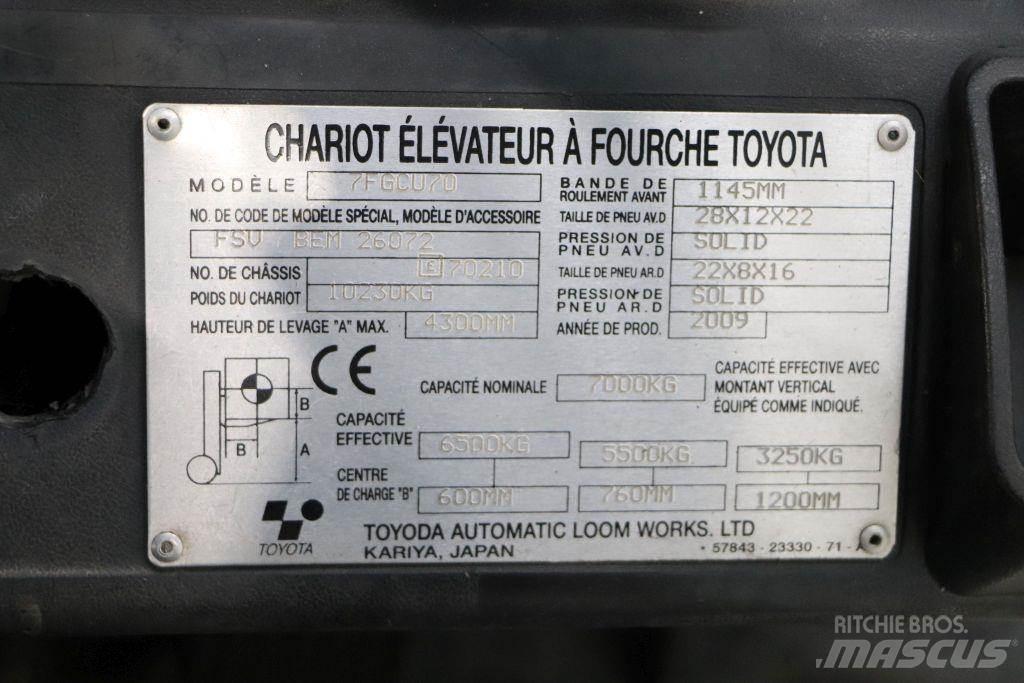 CHARIOT ÉLÉVATEUR À FOURCHE TOYOTA
MODÈLE 7FGCU70
NO. DE CODE DE MODÈLE SPÉCIAL, MODÈLE D'ACCESSOIRE
FSV BEM 26072
NO. DE CHÂSSIS E 70210
POIDS DU CHARIOT 10230KG
HAUTEUR DE LEVAGE "A" MAX. 4300MM
BANDE DE ROULEMENT AVANT 1145MM
TAILLE DE PNEU AV.D 28X12X22
PRESSION DE PNEU AV.D SOLID
TAILLE DE PNEU AR.D 22X8X16
PRESSION DE PNEU AR.D SOLID
ANNÉE DE PROD. 2009
B
B A
CE
CAPACITÉ NOMINALE 7000KG
CAPACITÉ EFFECTIVE AVEC
MONTANT VERTICAL
ÉQUIPÉ COMME INDIQUÉ.
CAPACITÉ
EFFECTIVE 6500KG 5500KG 3250KG
CENTRE
DE CHARGE "B" 600MM 760MM 1200MM
TOYOTA
TOYODA AUTOMATIC LOOM WORKS. LTD
KARIYA, JAPAN
• 57843 - 23330 - 71 - A
RITCHIE BROS.
MASCUS